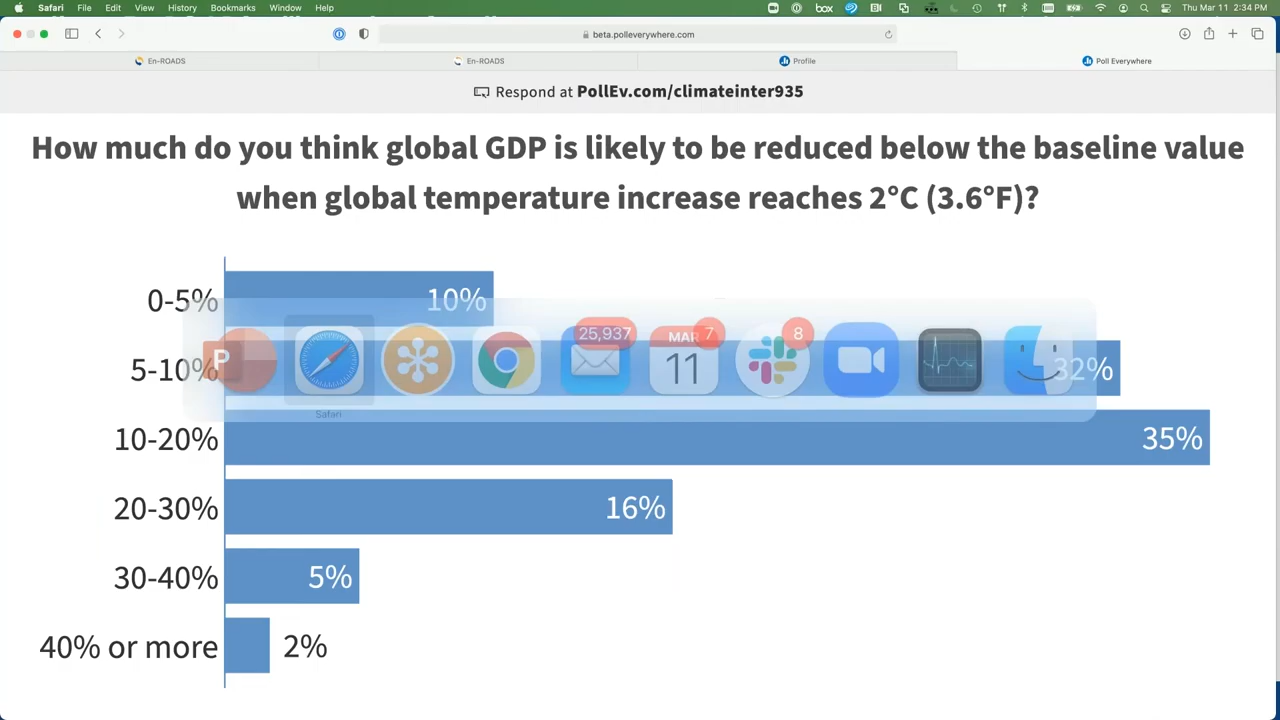 Safari File Edit View History Bookmarks Window Help
box
Thu Mar 11 2:34 PM
beta.polleverywhere.com
En-ROADS
En-ROADS
Profile
Poll Everywhere
Respond at PollEv.com/climateinter935
How much do you think global GDP is likely to be reduced below the baseline value
when global temperature increase reaches 2°C (3.6°F)?
0-5%
10%
5-10%
32%
P
25,937
MAR
7
11
8
Safari
10-20%
35%
20-30%
16%
30-40%
5%
40% or more
2%